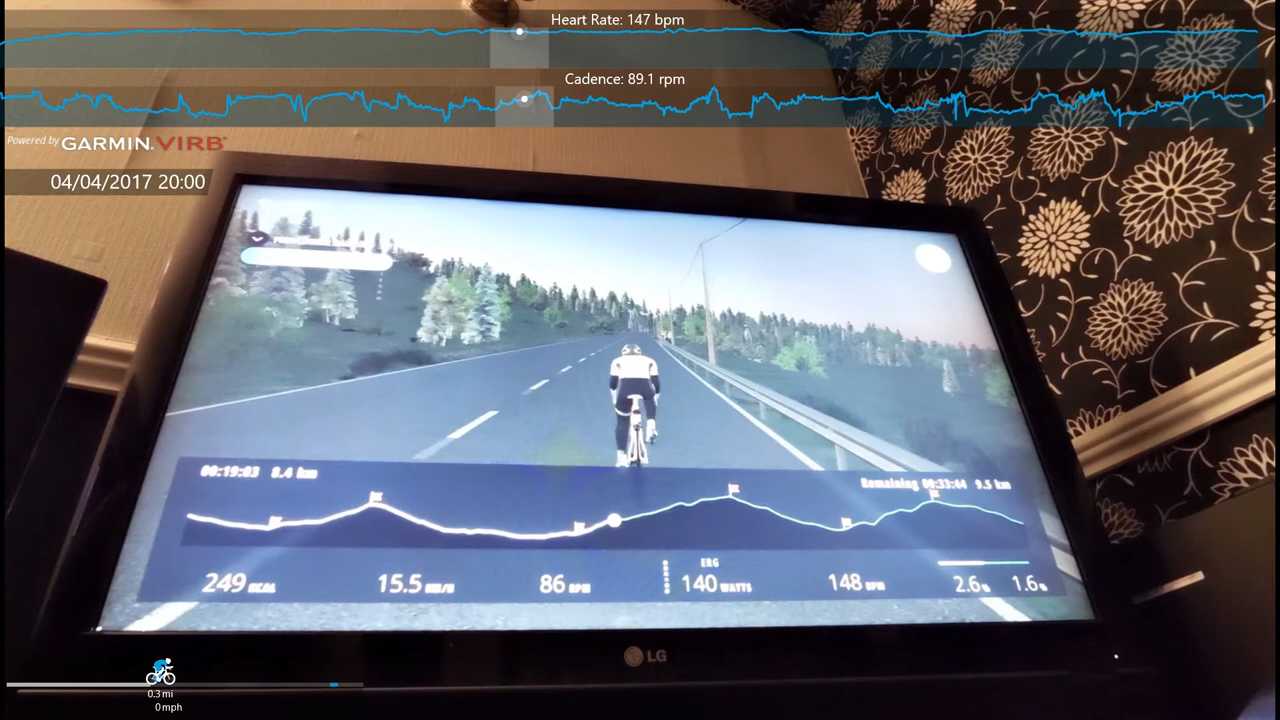 Heart Rate: 147 bpm
Cadence: 89.1 rpm
Powered by GARMIN VIRB
04/04/2017 20:00
00:19:03 8.4 km
Remaining 00:33:44 9.5 km
ERG
249 KCAL 15.5 KM/H 86 RPM 140 WATTS 148 BPM 2.6% 1.6%
LG
0.3 mi
0 mph